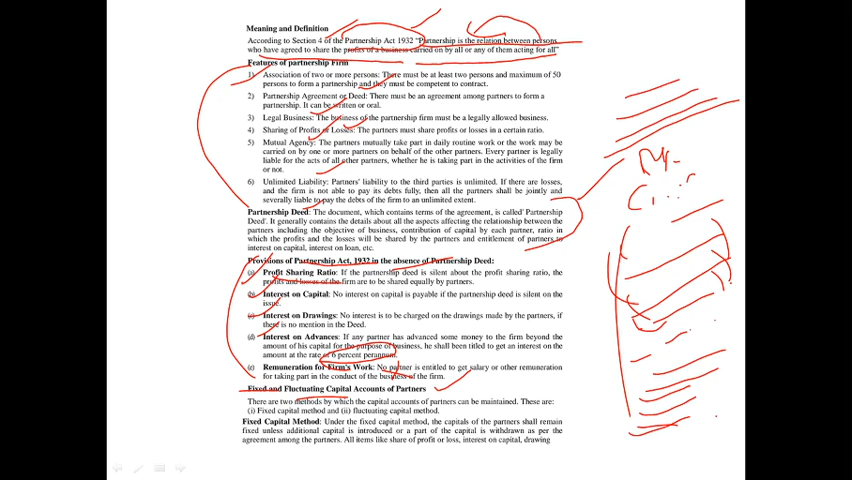 Meaning and Definition
According to Section 4 of the Partnership Act 1932 "Partnership is the relation between persons
who have agreed to share the profits of a business carried on by all or any of them acting for all"
Features of partnership Firm
1) Association of two or more persons: There must be at least two persons and maximum of 50
persons to form a partnership and they must be competent to contract.
2) Partnership Agreement or Deed: There must be an agreement among partners to form a
partnership. It can be written or oral.
3) Legal Business: The business of the partnership firm must be a legally allowed business.
4) Sharing of Profits or Losses: The partners must share profits or losses in a certain ratio.
5) Mutual Agency: The partners mutually take part in daily routine work or the work may be
carried on by one or more partners on behalf of the other partners. Every partner is legally
liable for the acts of all other partners, whether he is taking part in the activities of the firm
or not.
6) Unlimited Liability: Partners' liability to the third parties is unlimited. If there are losses,
and the firm is not able to pay its debts fully, then all the partners shall be jointly and
severely liable to pay the debts of the firm to an unlimited extent.
Partnership Deed: The document, which contains terms of the agreement, is called 'Partnership
Deed'. It generally contains the details about all the aspects affecting the relationship between the
partners including the objective of business, contribution of capital by each partner, ratio in
which the profits and the losses will be shared by the partners and entitlement of partners to
interest on capital, interest on loan, etc.
Provisions of Partnership Act, 1932 in the absence of Partnership Deed:
(a) Profit Sharing Ratio: If the partnership deed is silent about the profit sharing ratio, the
profits and losses of the firm are to be shared equally by partners.
(b) Interest on Capital: No interest on capital is payable if the partnership deed is silent on the
issue.
(c) Interest on Drawings: No interest is to be charged on the drawings made by the partners, if
there is no mention in the Deed.
(d) Interest on Advances: If any partner has advanced some money to the firm beyond the
amount of his capital for the purpose of business, he shall been titled to get an interest on the
amount at the rate of 6 percent perannum.
(e) Remuneration for Firm's Work: No partner is entitled to get salary or other remuneration
for taking part in the conduct of the business of the firm.
Fixed and Fluctuating Capital Accounts of Partners
There are two methods by which the capital accounts of partners can be maintained. These are:
(i) Fixed capital method and (ii) fluctuating capital method.
Fixed Capital Method: Under the fixed capital method, the capitals of the partners shall remain
fixed unless additional capital is introduced or a part of the capital is withdrawn as per the
agreement among the partners. All items like share of profit or loss, interest on capital, drawing